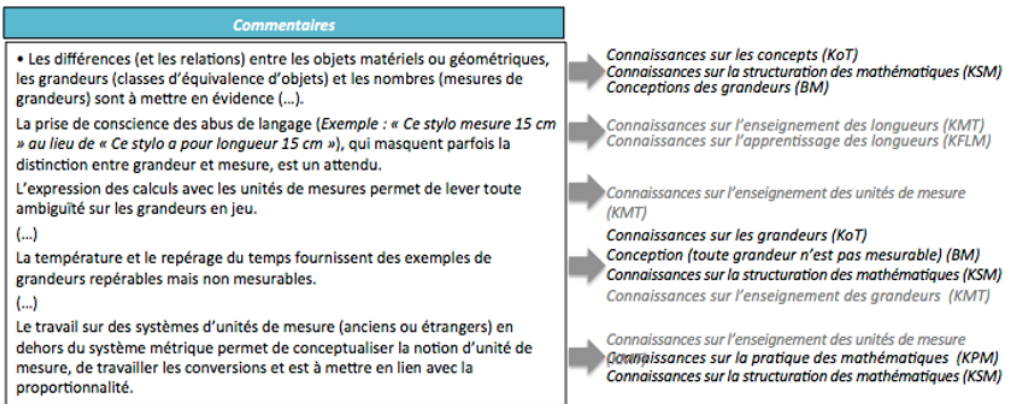 Commentaires
• Les différences (et les relations) entre les objets matériels ou géométriques,
les grandeurs (classes d'équivalence d'objets) et les nombres (mesures de
grandeurs) sont à mettre en évidence (...).
La prise de conscience des abus de langage (Exemple : « Ce stylo mesure 15 cm
» au lieu de « Ce stylo a pour longueur 15 cm »), qui masquent parfois la
distinction entre grandeur et mesure, est un attendu.
L'expression des calculs avec les unités de mesures permet de lever toute
ambiguïté sur les grandeurs en jeu.
(...)
La température et le repérage du temps fournissent des exemples de
grandeurs repérables mais non mesurables.
(...)
Le travail sur des systèmes d'unités de mesure (anciens ou étrangers) en
dehors du système métrique permet de conceptualiser la notion d'unité de
mesure, de travailler les conversions et est à mettre en lien avec la
proportionnalité.
Connaissances sur les concepts (KoT)
Connaissances sur la structuration des mathématiques (KSM)
Conceptions des grandeurs (BM)
Connaissances sur l'enseignement des longueurs (KMT)
Connaissances sur l'apprentissage des longueurs (KFLM)
Connaissances sur l'enseignement des unités de mesure
(KMT)
Connaissances sur les grandeurs (KoT)
Conception (toute grandeur n'est pas mesurable) (BM)
Connaissances sur la structuration des mathématiques (KSM)
Connaissances sur l'enseignement des grandeurs (KMT)
Connaissances sur l'enseignement des unités de mesure
Connaissances sur la pratique des mathématiques (KPM)
Connaissances sur la structuration des mathématiques (KSM)